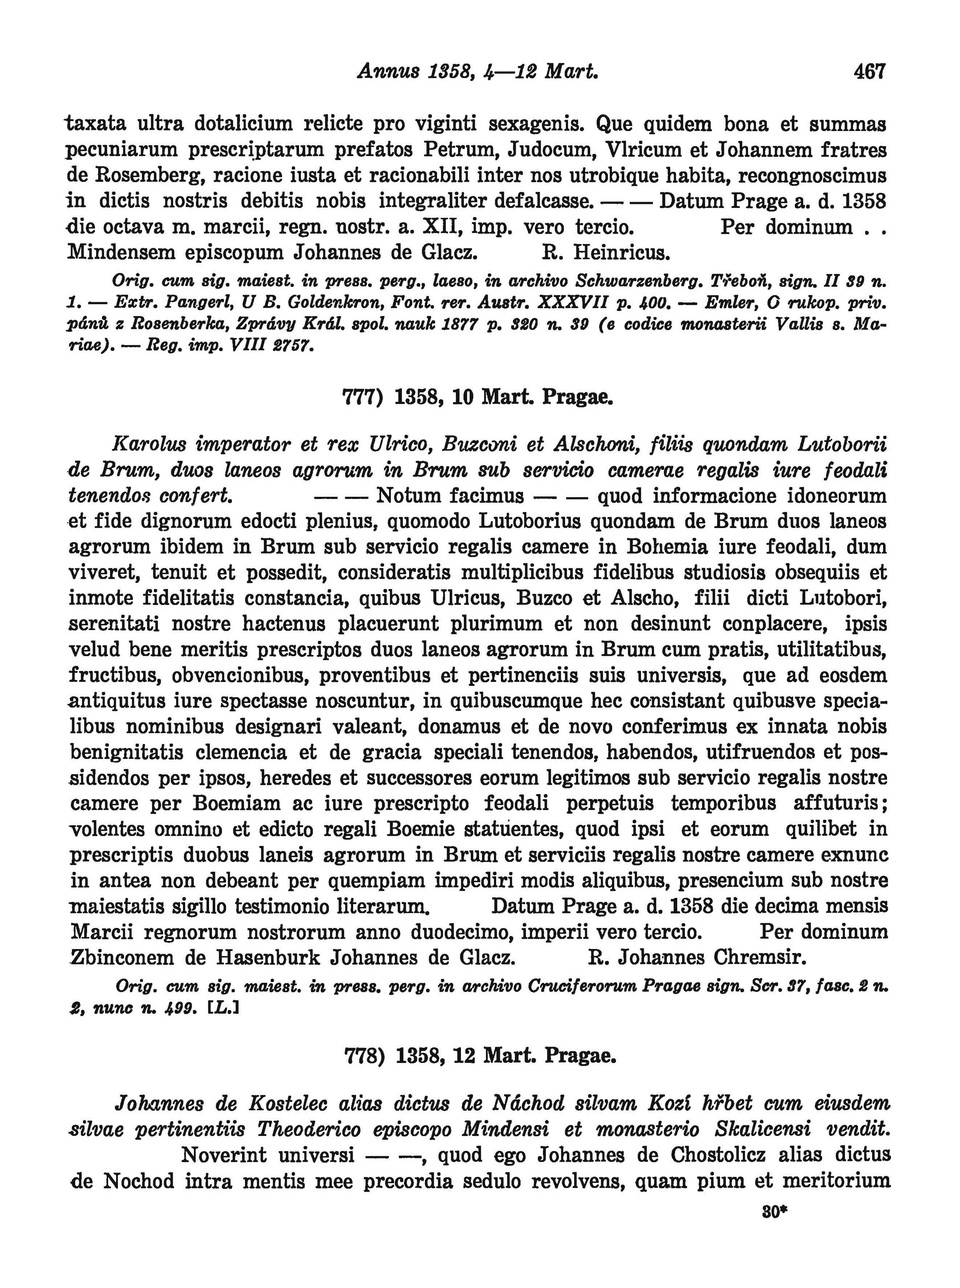 Annus 1358, 4—12 Mart. 467
taxata ultra dotalicium relicte pro viginti sexagenis. Que quidem bona et summas
pecuniarum prescriptarum prefatos Petrum, Judocum, Vlricum et Johannem fratres
de Rosemberg, racione iusta et racionabili inter nos utrobique habita, recongnoscimus
in dictis nostris debitis nobis integraliter defalcasse. — — Datum Prage a. d. 1358
die octava m. marcii, regn. nostr. a. XII, imp. vero tercio. Per dominum . .
Mindensem episcopum Johannes de Glacz. R. Heinricus.
Orig. cum sig. maiest. in press. perg., laeso, in archivo Schwarzenberg. Třeboň, sign. II 39 n.
1. — Extr. Pangerl, U B. Goldenkron, Font. rer. Austr. XXXVII p. 400. — Emler, O rukop. priv.
pánů z Rosenberka, Zprávy Král. spol. nauk 1877 p. 320 n. 39 (e codice monasterii Vallis s. Ma-
riae). — Reg. imp. VIII 2757.
777) 1358, 10 Mart. Pragae.
Karolus imperator et rex Ulrico, Buzconi et Alschoni, filiis quondam Lutoborii
de Brum, duos laneos agrorum in Brum sub servicio camerae regalis iure feodali
tenendos confert. — — Notum facimus — — quod informacione idoneorum
et fide dignorum edocti plenius, quomodo Lutoborius quondam de Brum duos laneos
agrorum ibidem in Brum sub servicio regalis camere in Bohemia iure feodali, dum
viveret, tenuit et possedit, consideratis multiplicibus fidelibus studiosis obsequiis et
inmote fidelitatis constancia, quibus Ulricus, Buzco et Alscho, filii dicti Lutobori,
serenitati nostre hactenus placuerunt plurimum et non desinunt conplacere, ipsis
velud bene meritis prescriptos duos laneos agrorum in Brum cum pratis, utilitatibus,
fructibus, obvencionibus, proventibus et pertinenciis suis universis, que ad eosdem
antiquitus iure spectasse noscuntur, in quibuscumque hec consistant quibusve specia-
libus nominibus designari valeant, donamus et de novo conferimus ex innata nobis
benignitatis clemencia et de gracia speciali tenendos, habendos, utifruendos et pos-
sidendos per ipsos, heredes et successores eorum legitimos sub servicio regalis nostre
camere per Boemiam ac iure prescripto feodali perpetuis temporibus affuturis;
volentes omnino et edicto regali Boemie statuentes, quod ipsi et eorum quilibet in
prescriptis duobus laneis agrorum in Brum et serviciis regalis nostre camere exnunc
in antea non debeant per quempiam impediri modis aliquibus, presencium sub nostre
maiestatis sigillo testimonio literarum. Datum Prage a. d. 1358 die decima mensis
Marcii regnorum nostrorum anno duodecimo, imperii vero tercio. Per dominum
Zbinconem de Hasenburk Johannes de Glacz. R. Johannes Chremsir.
Orig. cum sig. maiest. in press. perg. in archivo Cruciferorum Pragae sign. Scr. 37, fasc. 2 n.
2, nunc n. 499. [L.]
778) 1358, 12 Mart. Pragae.
Johannes de Kostelec alias dictus de Náchod silvam Kozí hřbet cum eiusdem
silvae pertinentiis Theoderico episcopo Mindensi et monasterio Skalicensi vendit.
Noverint universi — —, quod ego Johannes de Chostolicz alias dictus
de Nochod intra mentis mee precordia sedulo revolvens, quam pium et meritorium
30*